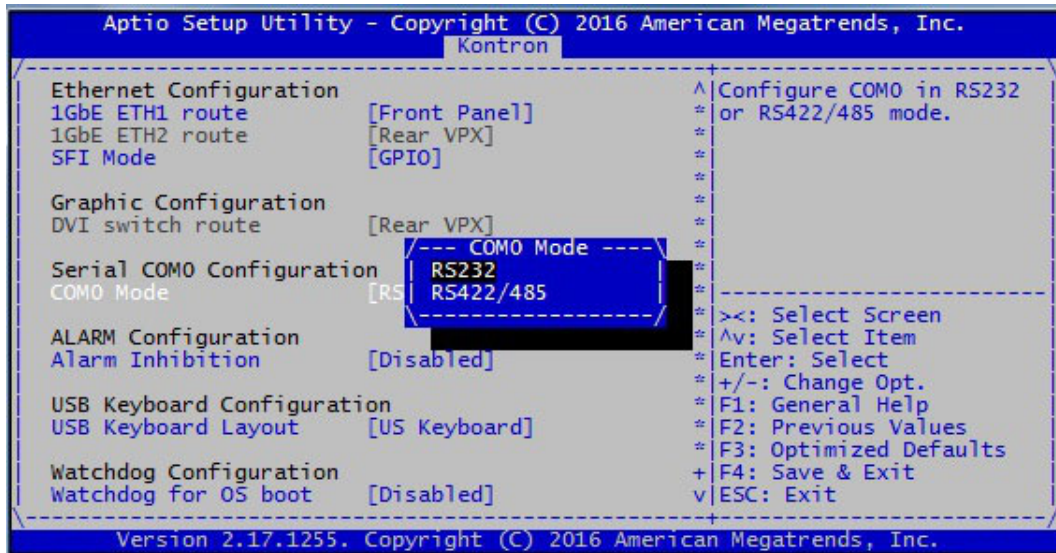 Aptio Setup Utility - Copyright (C) 2016 American Megatrends, Inc.
Kontron
Ethernet Configuration
1GbE ETH1 route [Front Panel]
1GbE ETH2 route [Rear VPX]
SFI Mode [GPIO]
Graphic Configuration
DVI switch route [Rear VPX]
Serial COM0 Configuration
COM0 Mode [RS
--- COM0 Mode ----
RS232
RS422/485
ALARM Configuration
Alarm Inhibition [Disabled]
USB Keyboard Configuration
USB Keyboard Layout [US Keyboard]
Watchdog Configuration
Watchdog for OS boot [Disabled]
Configure COM0 in RS232
or RS422/485 mode.
><: Select Screen
^v: Select Item
Enter: Select
+/-: Change Opt.
F1: General Help
F2: Previous Values
F3: Optimized Defaults
F4: Save & Exit
ESC: Exit
Version 2.17.1255. Copyright (C) 2016 American Megatrends, Inc.